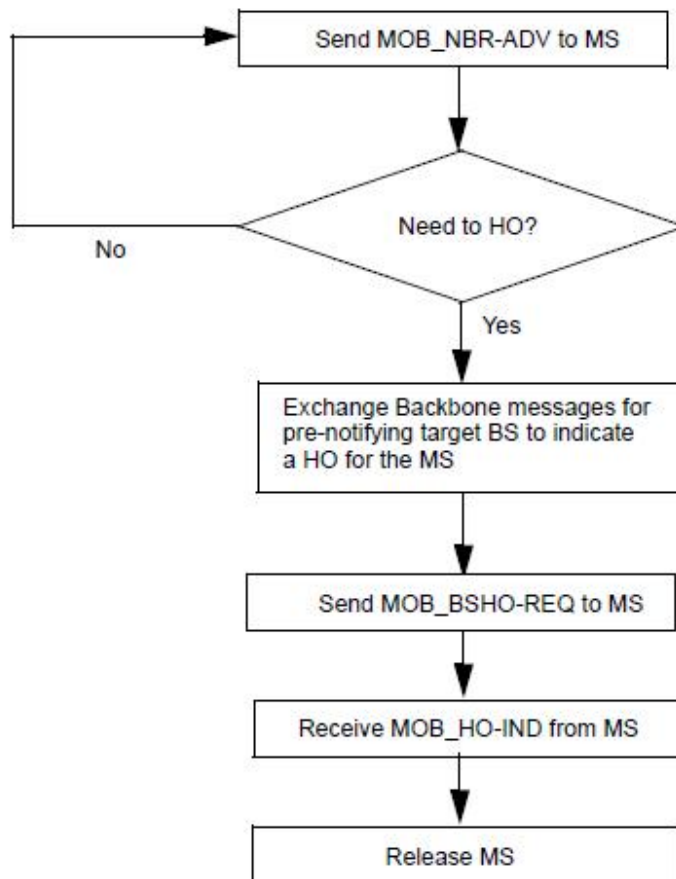 Send MOB_NBR-ADV to MS
Need to HO?
No
Yes
Exchange Backbone messages for
pre-notifying target BS to indicate
a HO for the MS
Send MOB_BSHO-REQ to MS
Receive MOB_HO-IND from MS
Release MS